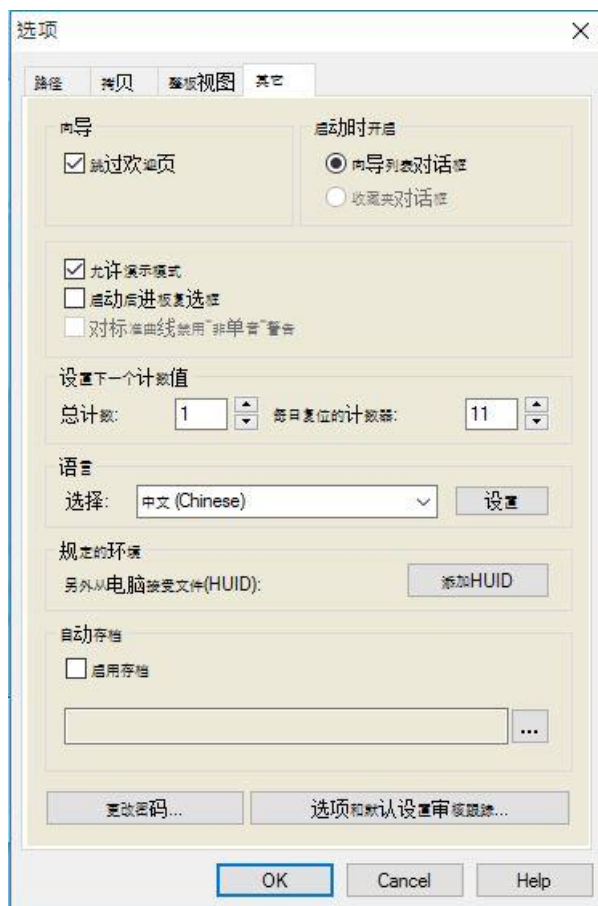 选项
路径 拷贝 整板视图 其它
向导 启动时开启
跳过欢迎页 向导列表对话框
收藏夹对话框
允许演示模式
启动后进板复选框
对标准曲线禁用"非单音"警告
设置下一个计数值
总计数: 1 每日复位的计数器: 11
语言
选择: 中文 (Chinese) 设置
规定的环境
另外从电脑接受文件(HUID): 添加HUID
自动存档
启用存档
...
更改密码... 选项和默认设置审核跟踪...
OK Cancel Help